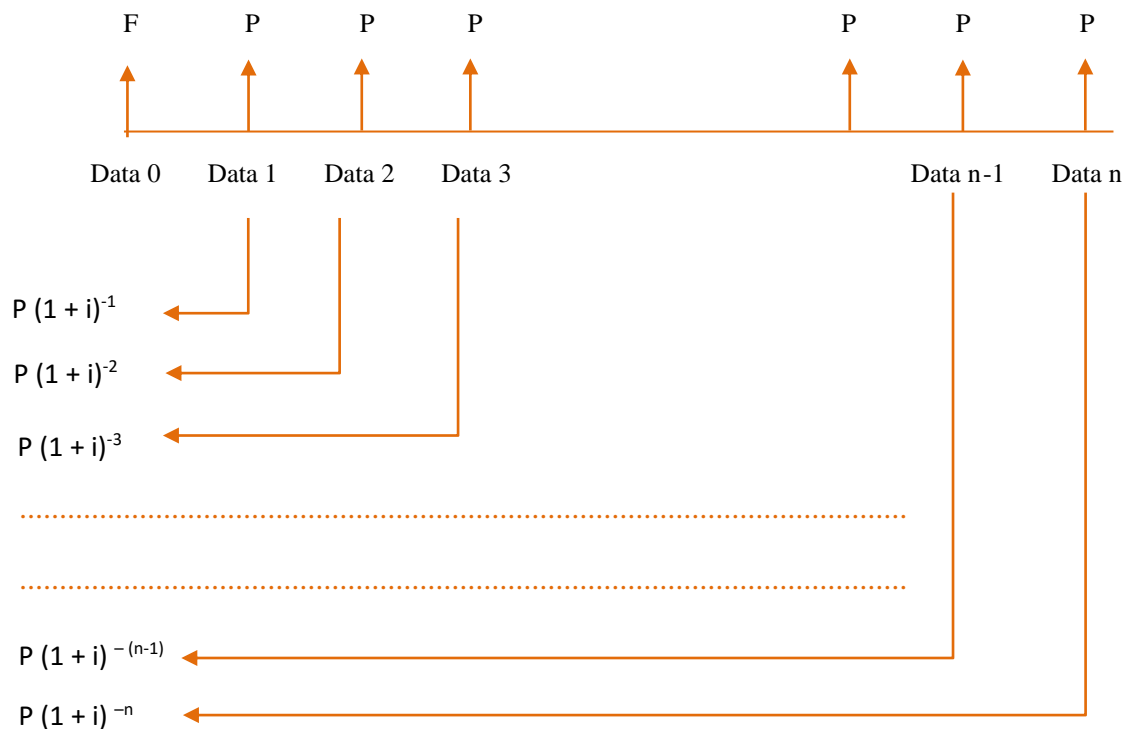 F P P P P P P
Data 0 Data 1 Data 2 Data 3 Data n-1 Data n
P (1 + i)⁻¹
P (1 + i)⁻²
P (1 + i)⁻³
P (1 + i) ⁻ ⁽ⁿ⁻¹⁾
P (1 + i) ⁻ⁿ